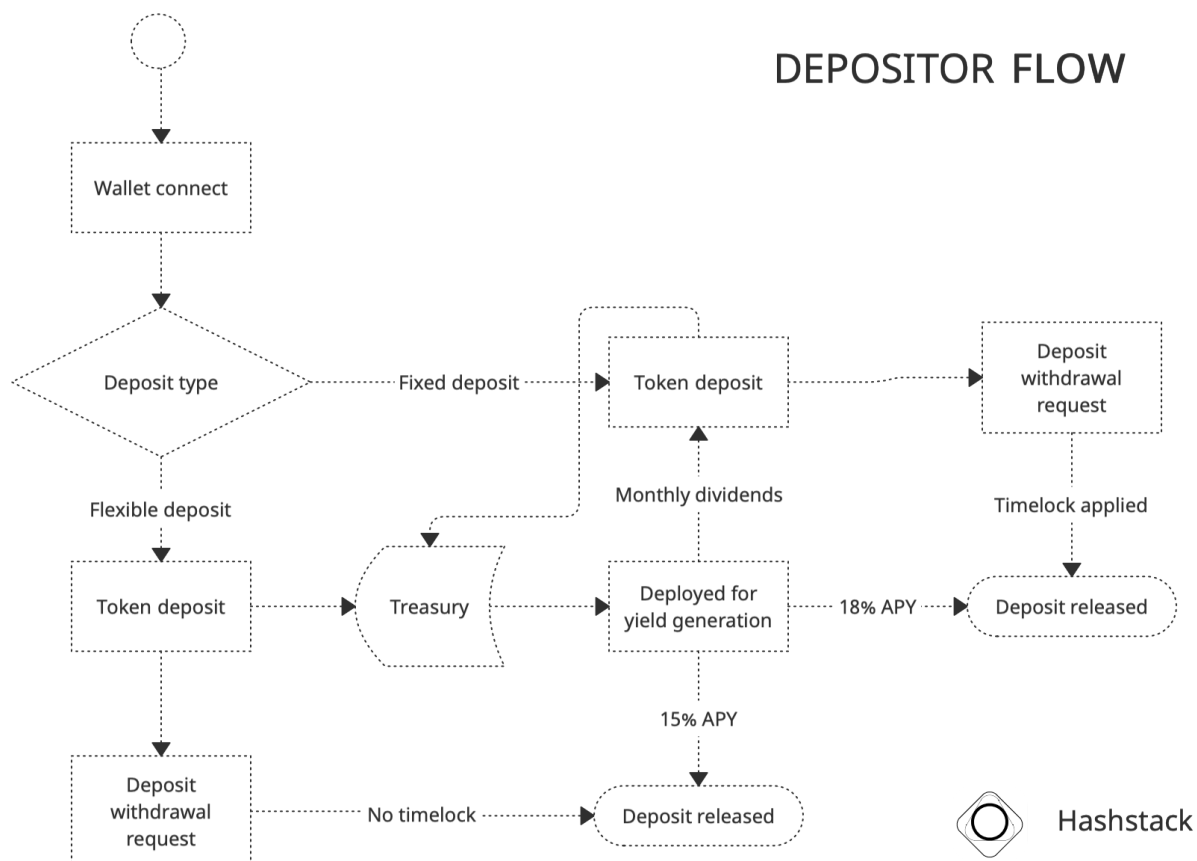 DEPOSITOR FLOW
Wallet connect
Deposit type
Fixed deposit
Token deposit
Deposit
withdrawal
request
Monthly dividends
Timelock applied
Flexible deposit
Token deposit
Treasury
Deployed for
yield generation
18% APY
Deposit released
15% APY
Deposit
withdrawal
request
No timelock
Deposit released
Hashstack